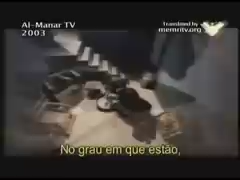 Al-Manar TV
2003
Translated by
memritv.org
No grau em que estão,